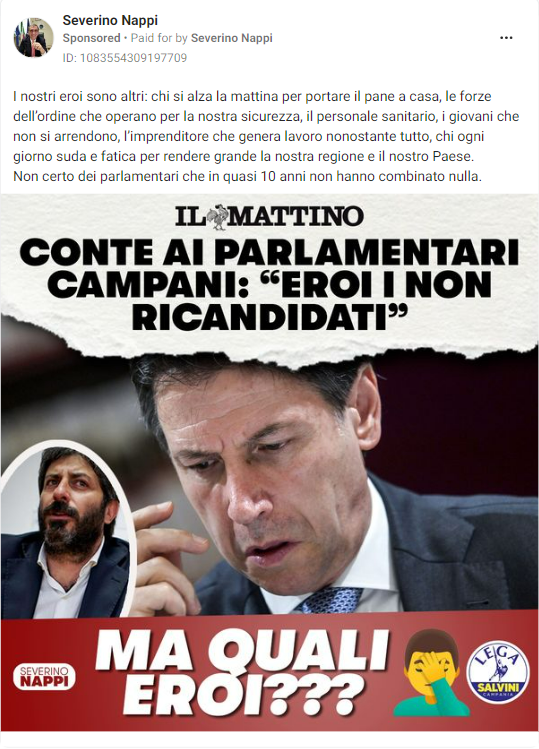 Severino Nappi
Sponsored • Paid for by Severino Nappi
ID: 1083554309197709
I nostri eroi sono altri: chi si alza la mattina per portare il pane a casa, le forze
dell'ordine che operano per la nostra sicurezza, il personale sanitario, i giovani che
non si arrendono, l'imprenditore che genera lavoro nonostante tutto, chi ogni
giorno suda e fatica per rendere grande la nostra regione e il nostro Paese.
Non certo dei parlamentari che in quasi 10 anni non hanno combinato nulla.
IL MATTINO
CONTE AI PARLAMENTARI
CAMPANI: “EROI I NON
RICANDIDATI”
MA QUALI
EROI???
SEVERINO
NAPPI
LEGA
SALVINI
CAMPANIA